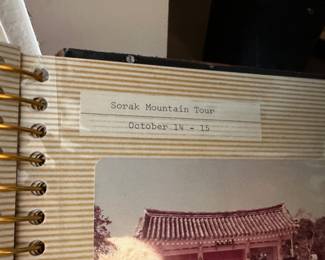 Sorak Mountain Tour
October 14 - 15